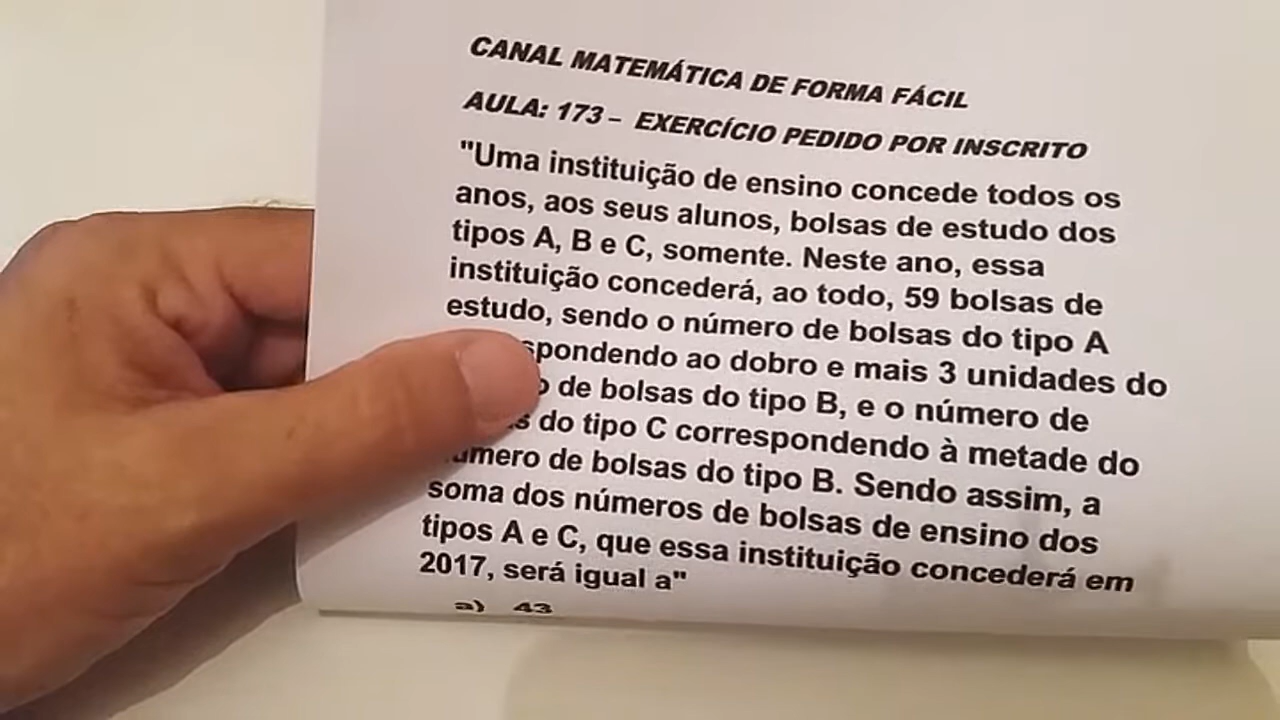 CANAL MATEMÁTICA DE FORMA FÁCIL
AULA: 173 – EXERCÍCIO PEDIDO POR INSCRITO
"Uma instituição de ensino concede todos os
anos, aos seus alunos, bolsas de estudo dos
tipos A, B e C, somente. Neste ano, essa
instituição concederá, ao todo, 59 bolsas de
estudo, sendo o número de bolsas do tipo A
ao dobro e mais 3 unidades do
de bolsas do tipo B, e o número de
do tipo C correspondendo à metade do
de bolsas do tipo B. Sendo assim, a
soma dos números de bolsas de ensino dos
tipos A e C, que essa instituição concederá em
2017, será igual a"
a) 43